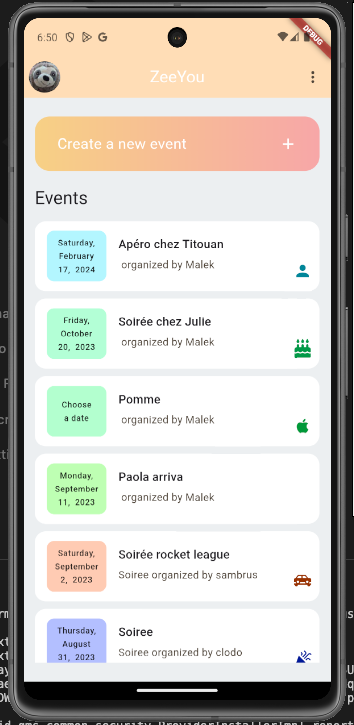 6:50
DEBUG
ZeeYou
Create a new event +
Events
Saturday,
February
17, 2024
Apéro chez Titouan
organized by Malek
Friday,
October
20, 2023
Soirée chez Julie
organized by Malek
Choose
a date
Pomme
organized by Malek
Monday,
September
11, 2023
Paola arriva
organized by Malek
Saturday,
September
2, 2023
Soirée rocket league
Soiree organized by sambrus
Thursday,
August
31, 2023
Soiree
Soiree organized by clodo